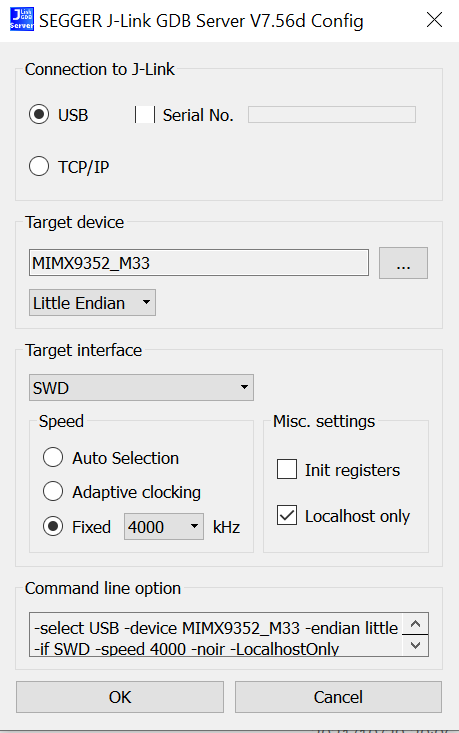 J-Link
GDB
Server
SEGGER J-Link GDB Server V7.56d Config
Connection to J-Link
USB
Serial No.
TCP/IP
Target device
MIMX9352_M33
...
Little Endian
Target interface
SWD
Speed
Misc. settings
Auto Selection
Init registers
Adaptive clocking
Localhost only
Fixed
4000
kHz
Command line option
-select USB -device MIMX9352_M33 -endian little
-if SWD -speed 4000 -noir -LocalhostOnly
OK
Cancel